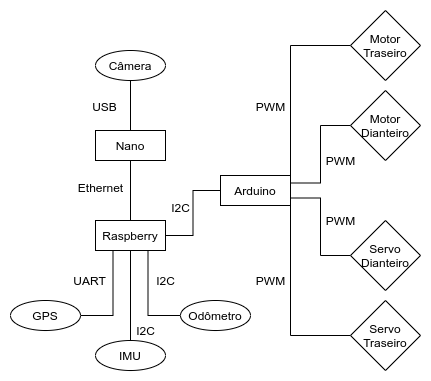 Motor
Traseiro
Câmera
USB
PWM
Motor
Dianteiro
Nano
PWM
Ethernet
Arduino
I2C
PWM
Raspberry
Servo
Dianteiro
UART
I2C
PWM
GPS
Odômetro
I2C
Servo
Traseiro
IMU